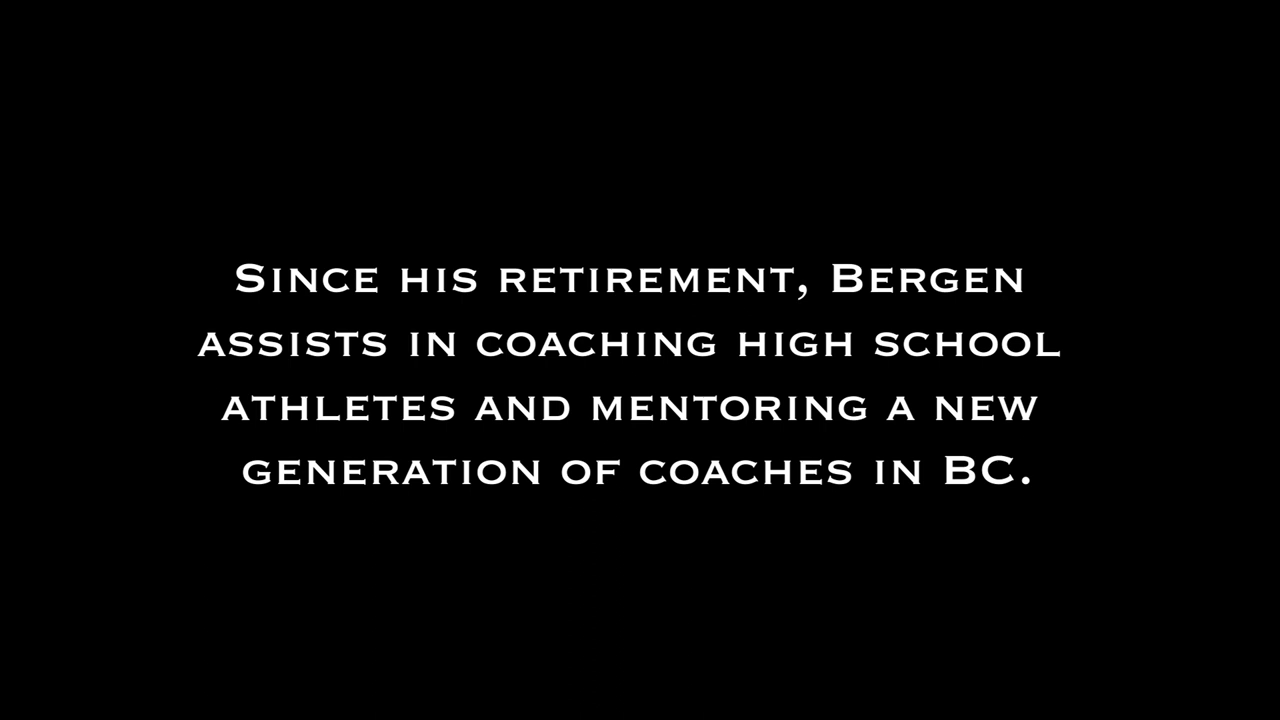 Since his retirement, Bergen
assists in coaching high school
athletes and mentoring a new
generation of coaches in BC.